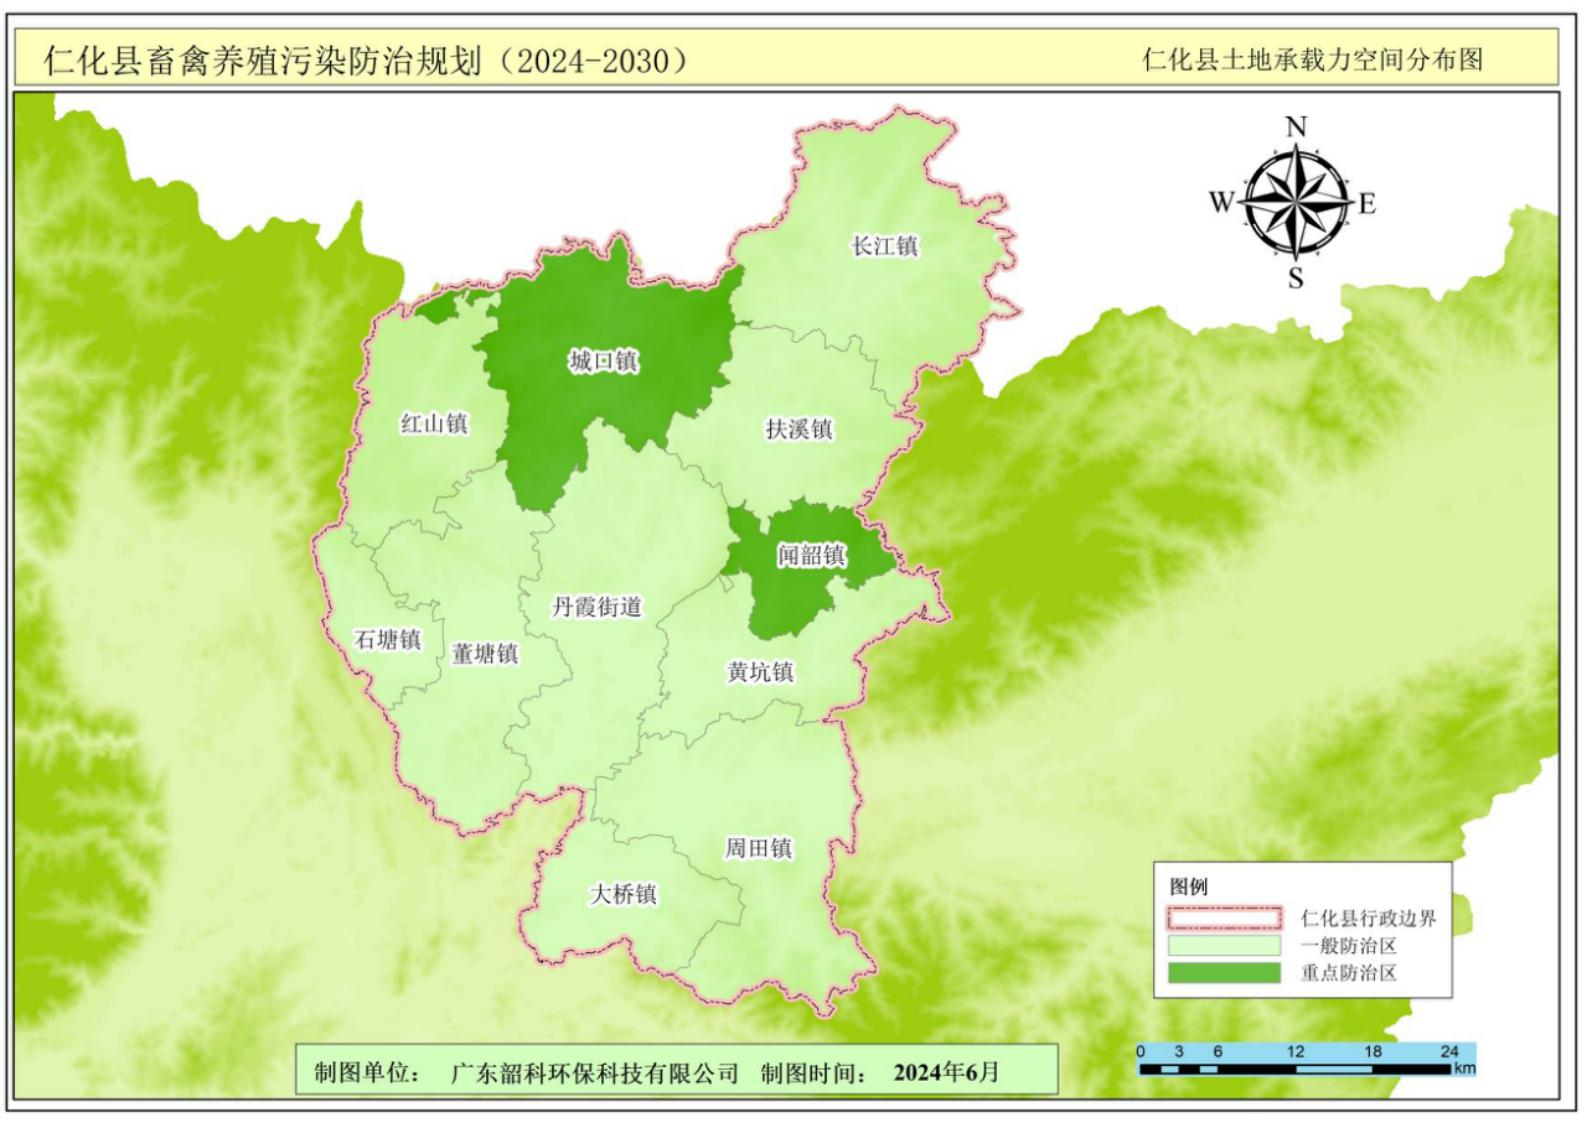 仁化县畜禽养殖污染防治规划（2024-2030）
仁化县土地承载力空间分布图
N
W
E
S
长江镇
城口镇
红山镇
扶溪镇
闻韶镇
丹霞街道
石塘镇
董塘镇
黄坑镇
周田镇
大桥镇
图例
仁化县行政边界
一般防治区
重点防治区
0 3 6 12 18 24
km
制图单位： 广东韶科环保科技有限公司 制图时间： 2024年6月